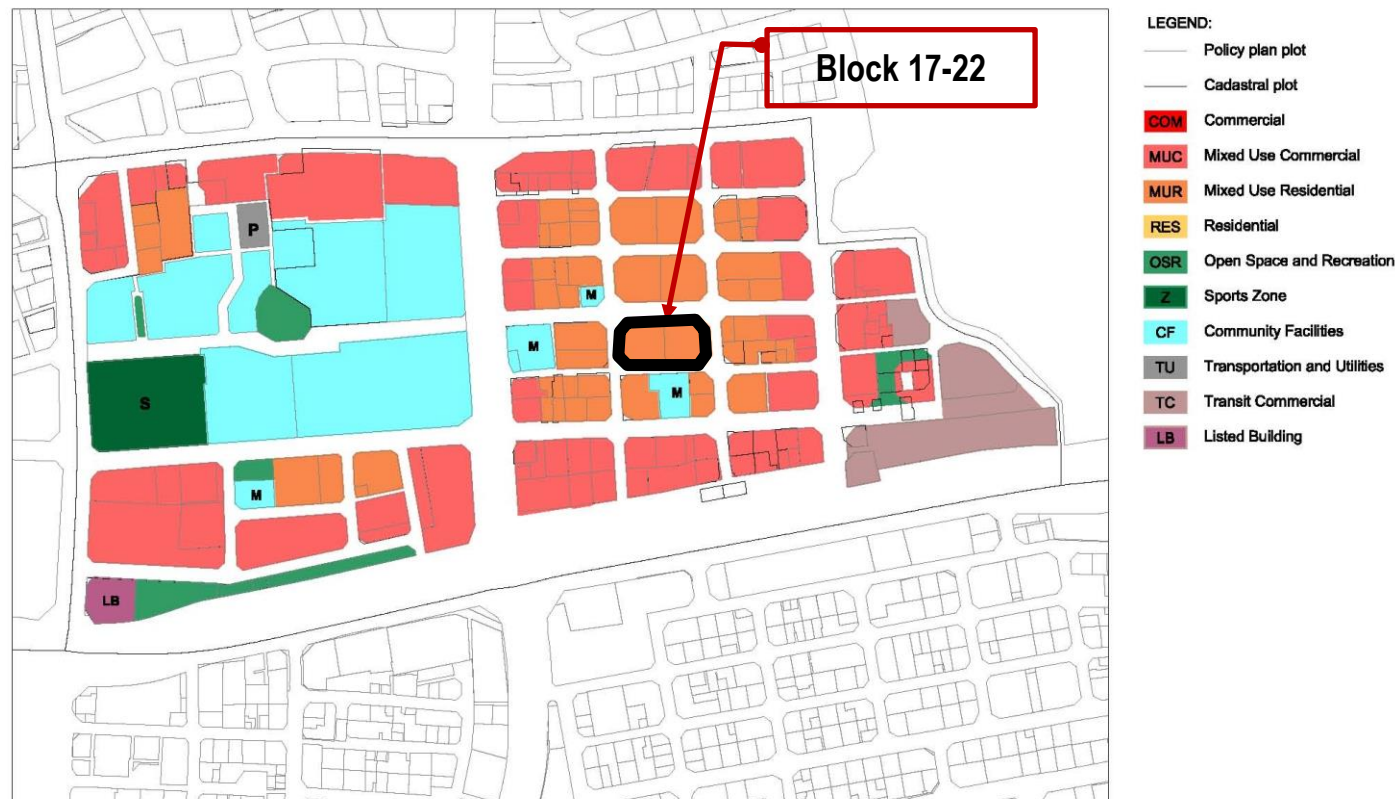 Block 17-22
P
M
M
M
S
M
LB
LEGEND:
Policy plan plot
Cadastral plot
COM Commercial
MUC Mixed Use Commercial
MUR Mixed Use Residential
RES Residential
OSR Open Space and Recreation
Z Sports Zone
CF Community Facilities
TU Transportation and Utilities
TC Transit Commercial
LB Listed Building